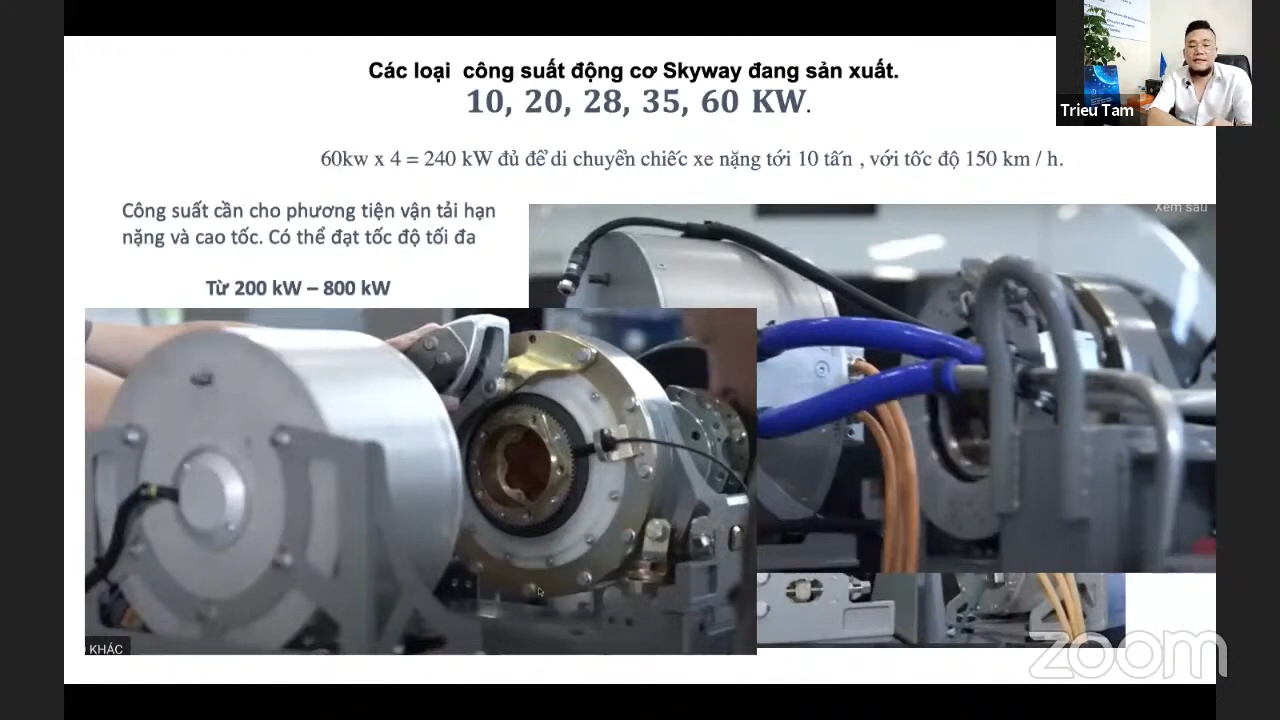 Các loại công suất động cơ Skyway đang sản xuất.
10, 20, 28, 35, 60 KW.
60kw x 4 = 240 kW đủ để di chuyển chiếc xe nặng tới 10 tấn , với tốc độ 150 km / h.
Công suất cần cho phương tiện vận tải hạn
nặng và cao tốc. Có thể đạt tốc độ tối đa
Từ 200 kW – 800 kW
Xem sau
KHÁC
Trieu Tam
zoom